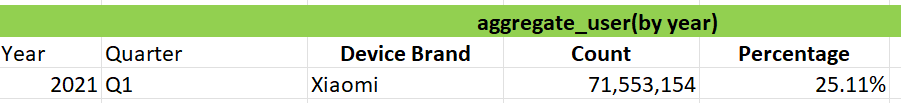 aggregate_user(by year)
Year Quarter Device Brand Count Percentage
2021 Q1 Xiaomi 71,553,154 25.11%